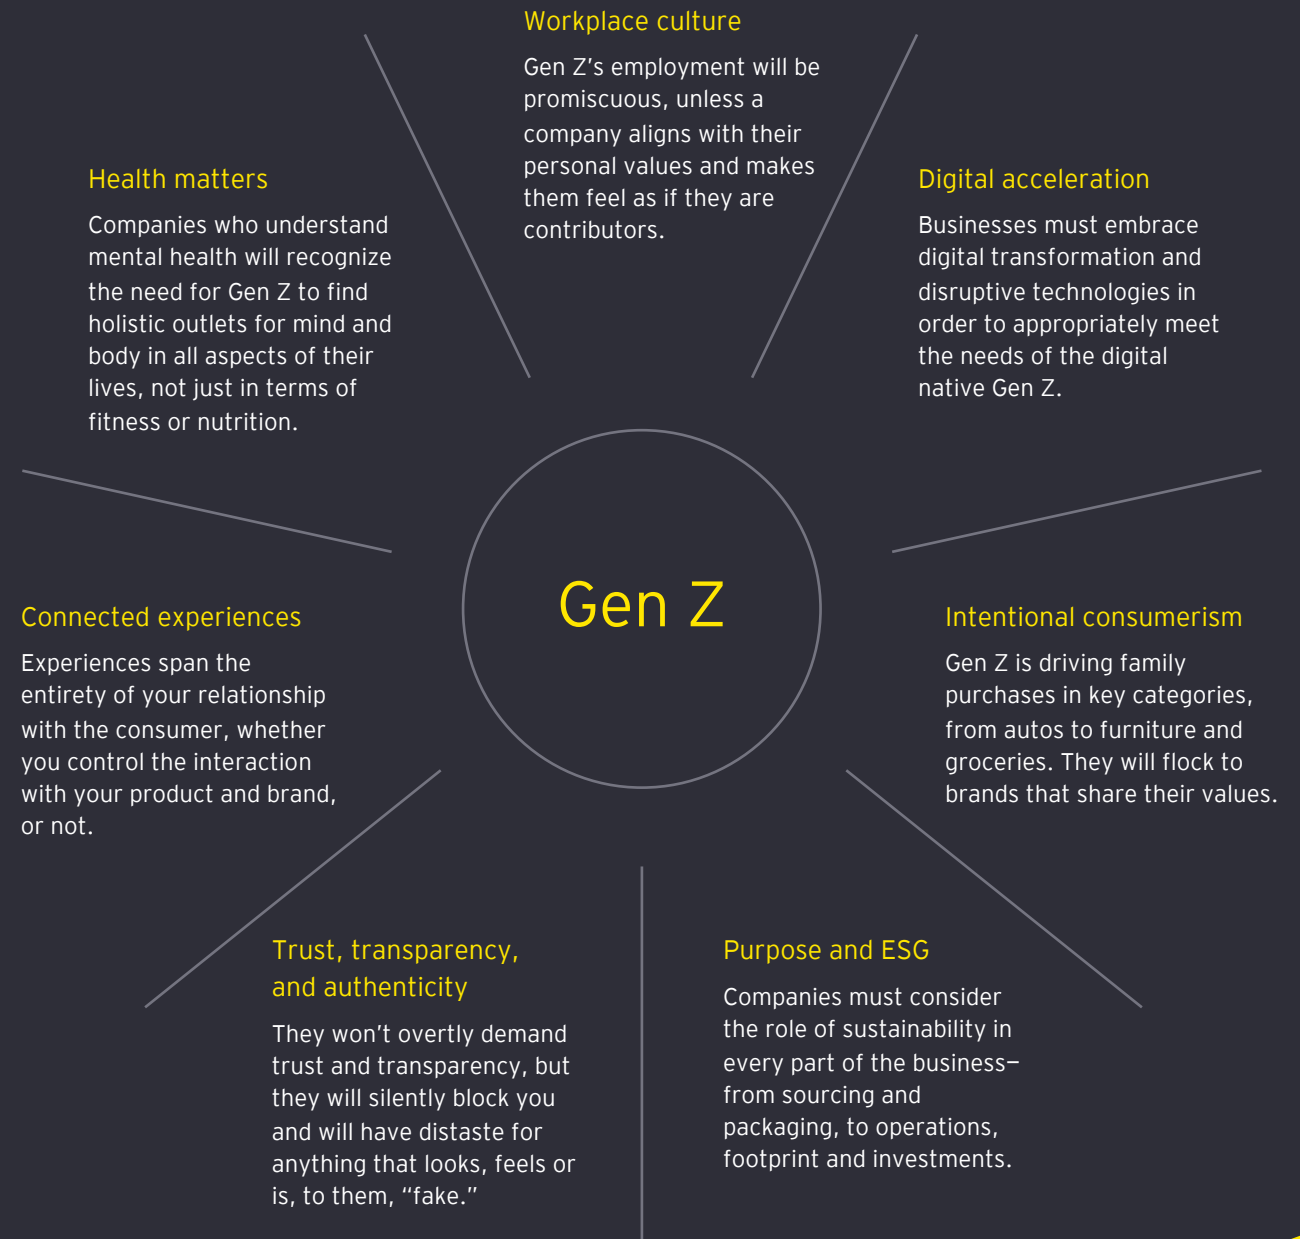 Workplace culture
Gen Z’s employment will be
promiscuous, unless a
company aligns with their
personal values and makes
them feel as if they are
contributors.
Health matters
Companies who understand
mental health will recognize
the need for Gen Z to find
holistic outlets for mind and
body in all aspects of their
lives, not just in terms of
fitness or nutrition.
Digital acceleration
Businesses must embrace
digital transformation and
disruptive technologies in
order to appropriately meet
the needs of the digital
native Gen Z.
Gen Z
Connected experiences
Experiences span the
entirety of your relationship
with the consumer, whether
you control the interaction
with your product and brand,
or not.
Intentional consumerism
Gen Z is driving family
purchases in key categories,
from autos to furniture and
groceries. They will flock to
brands that share their values.
Trust, transparency,
and authenticity
They won’t overtly demand
trust and transparency, but
they will silently block you
and will have distaste for
anything that looks, feels or
is, to them, “fake.”
Purpose and ESG
Companies must consider
the role of sustainability in
every part of the business—
from sourcing and
packaging, to operations,
footprint and investments.